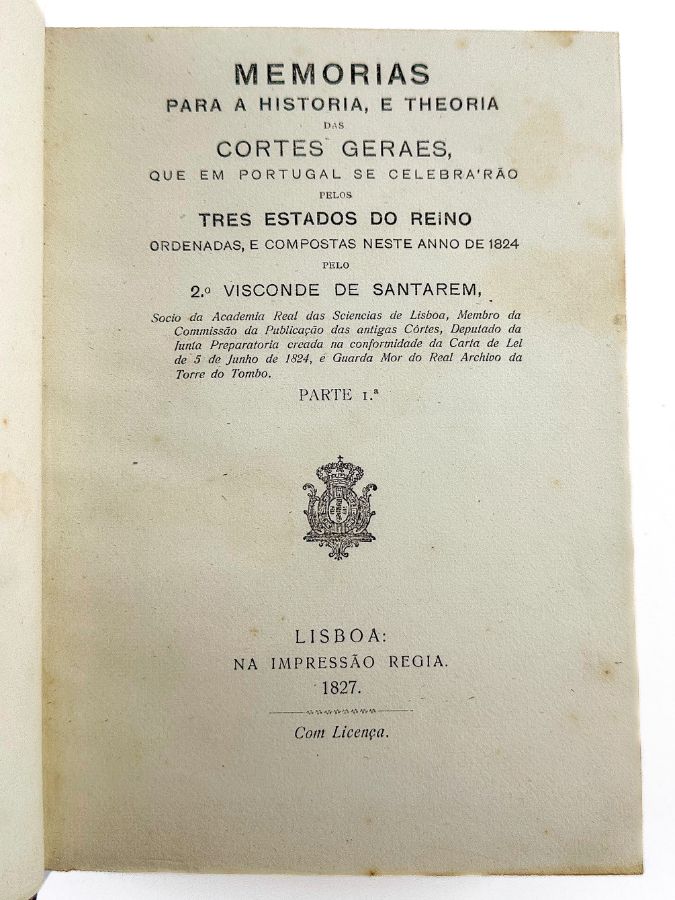 MEMORIAS
PARA A HISTORIA, E THEORIA
DAS
CORTES GERAES,
QUE EM PORTUGAL SE CELEBRA'RÃO
PELOS
TRES ESTADOS DO REINO
ORDENADAS, E COMPOSTAS NESTE ANNO DE 1824
PELO
2.º VISCONDE DE SANTAREM,
Socio da Academia Real das Sciencias de Lisboa, Membro da
Commissão da Publicação das antigas Côrtes, Deputado da
Junta Preparatoria creada na conformidade da Carta de Lei
de 5 de Junho de 1824, e Guarda Mor do Real Archivo da
Torre do Tombo.
PARTE 1.ª
LISBOA:
NA IMPRESSÃO REGIA.
1827.
Com Licença.